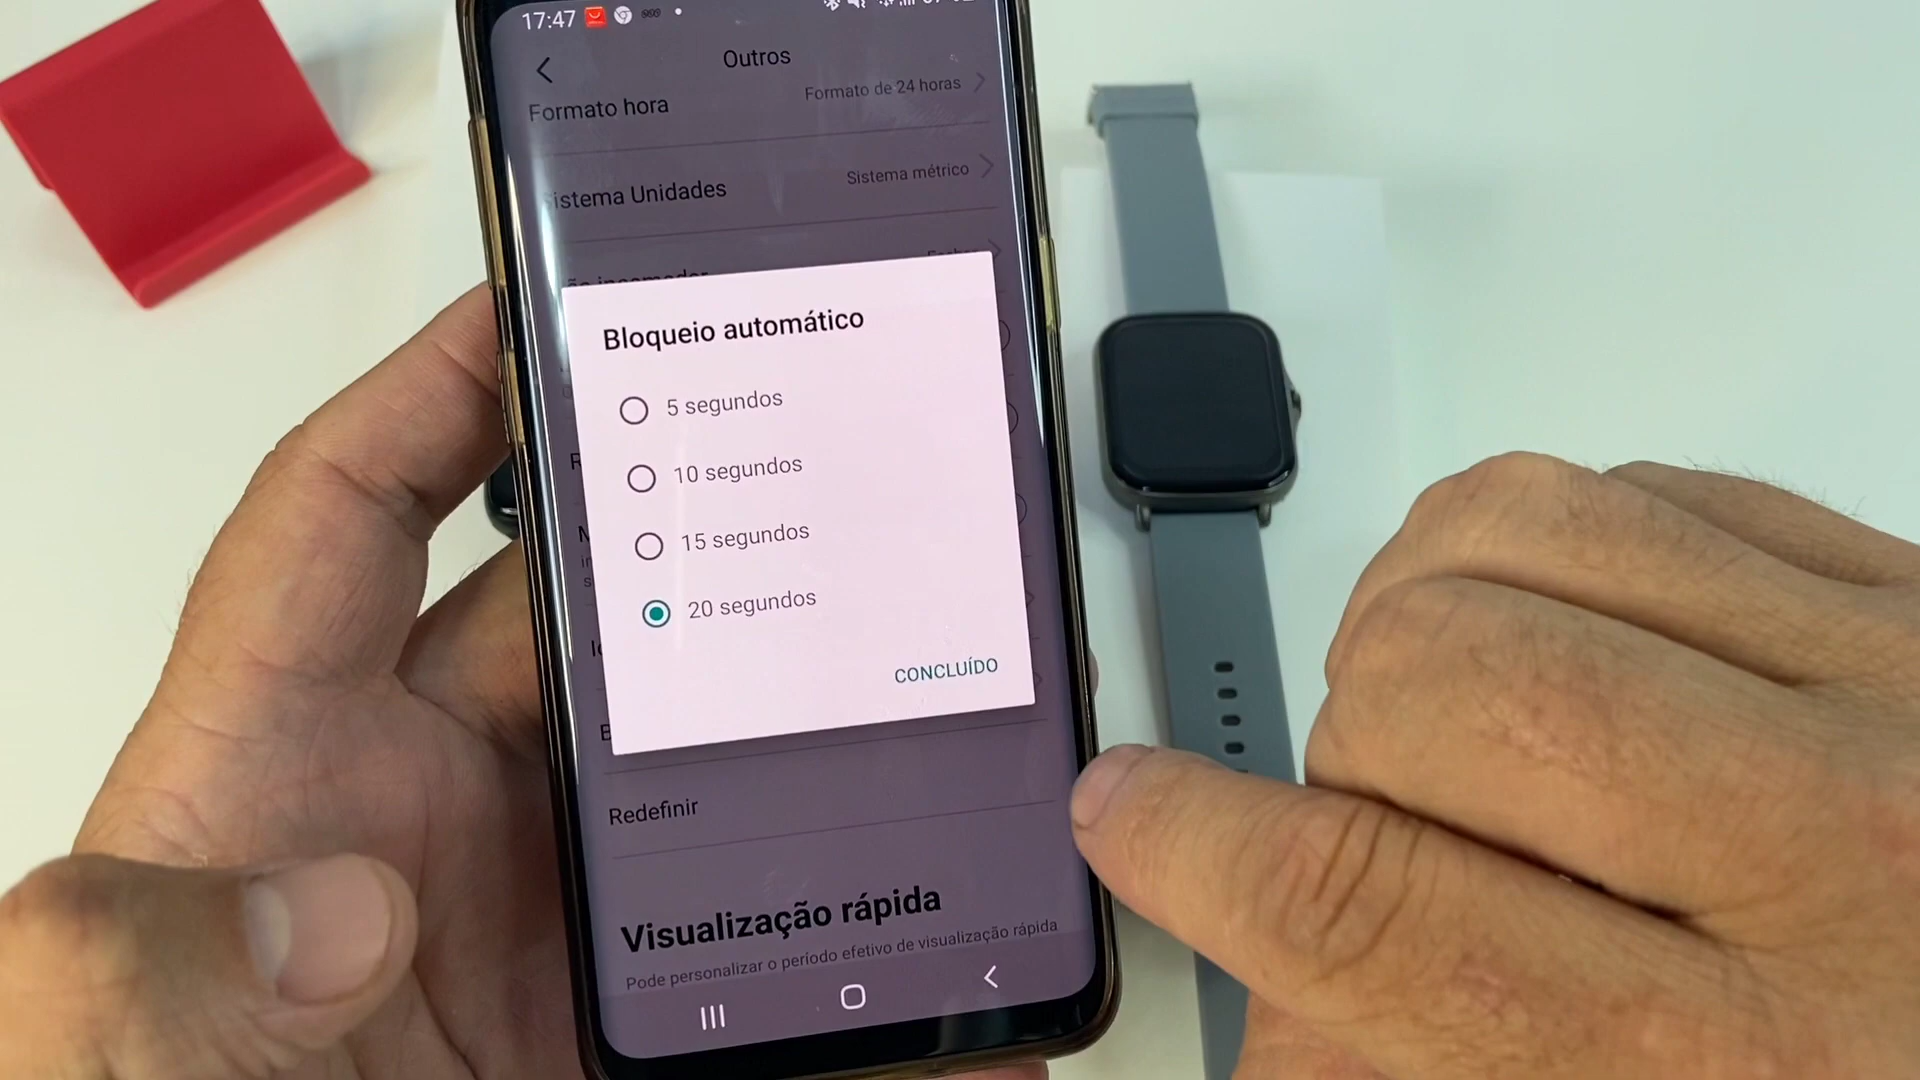 17:47
Outros
Formato hora
Formato de 24 horas
istema Unidades
Sistema métrico
Bloqueio automático
5 segundos
10 segundos
15 segundos
20 segundos
CONCLUÍDO
Redefinir
Visualização rápida
Pode personalizar o período efetivo de visualização rápida